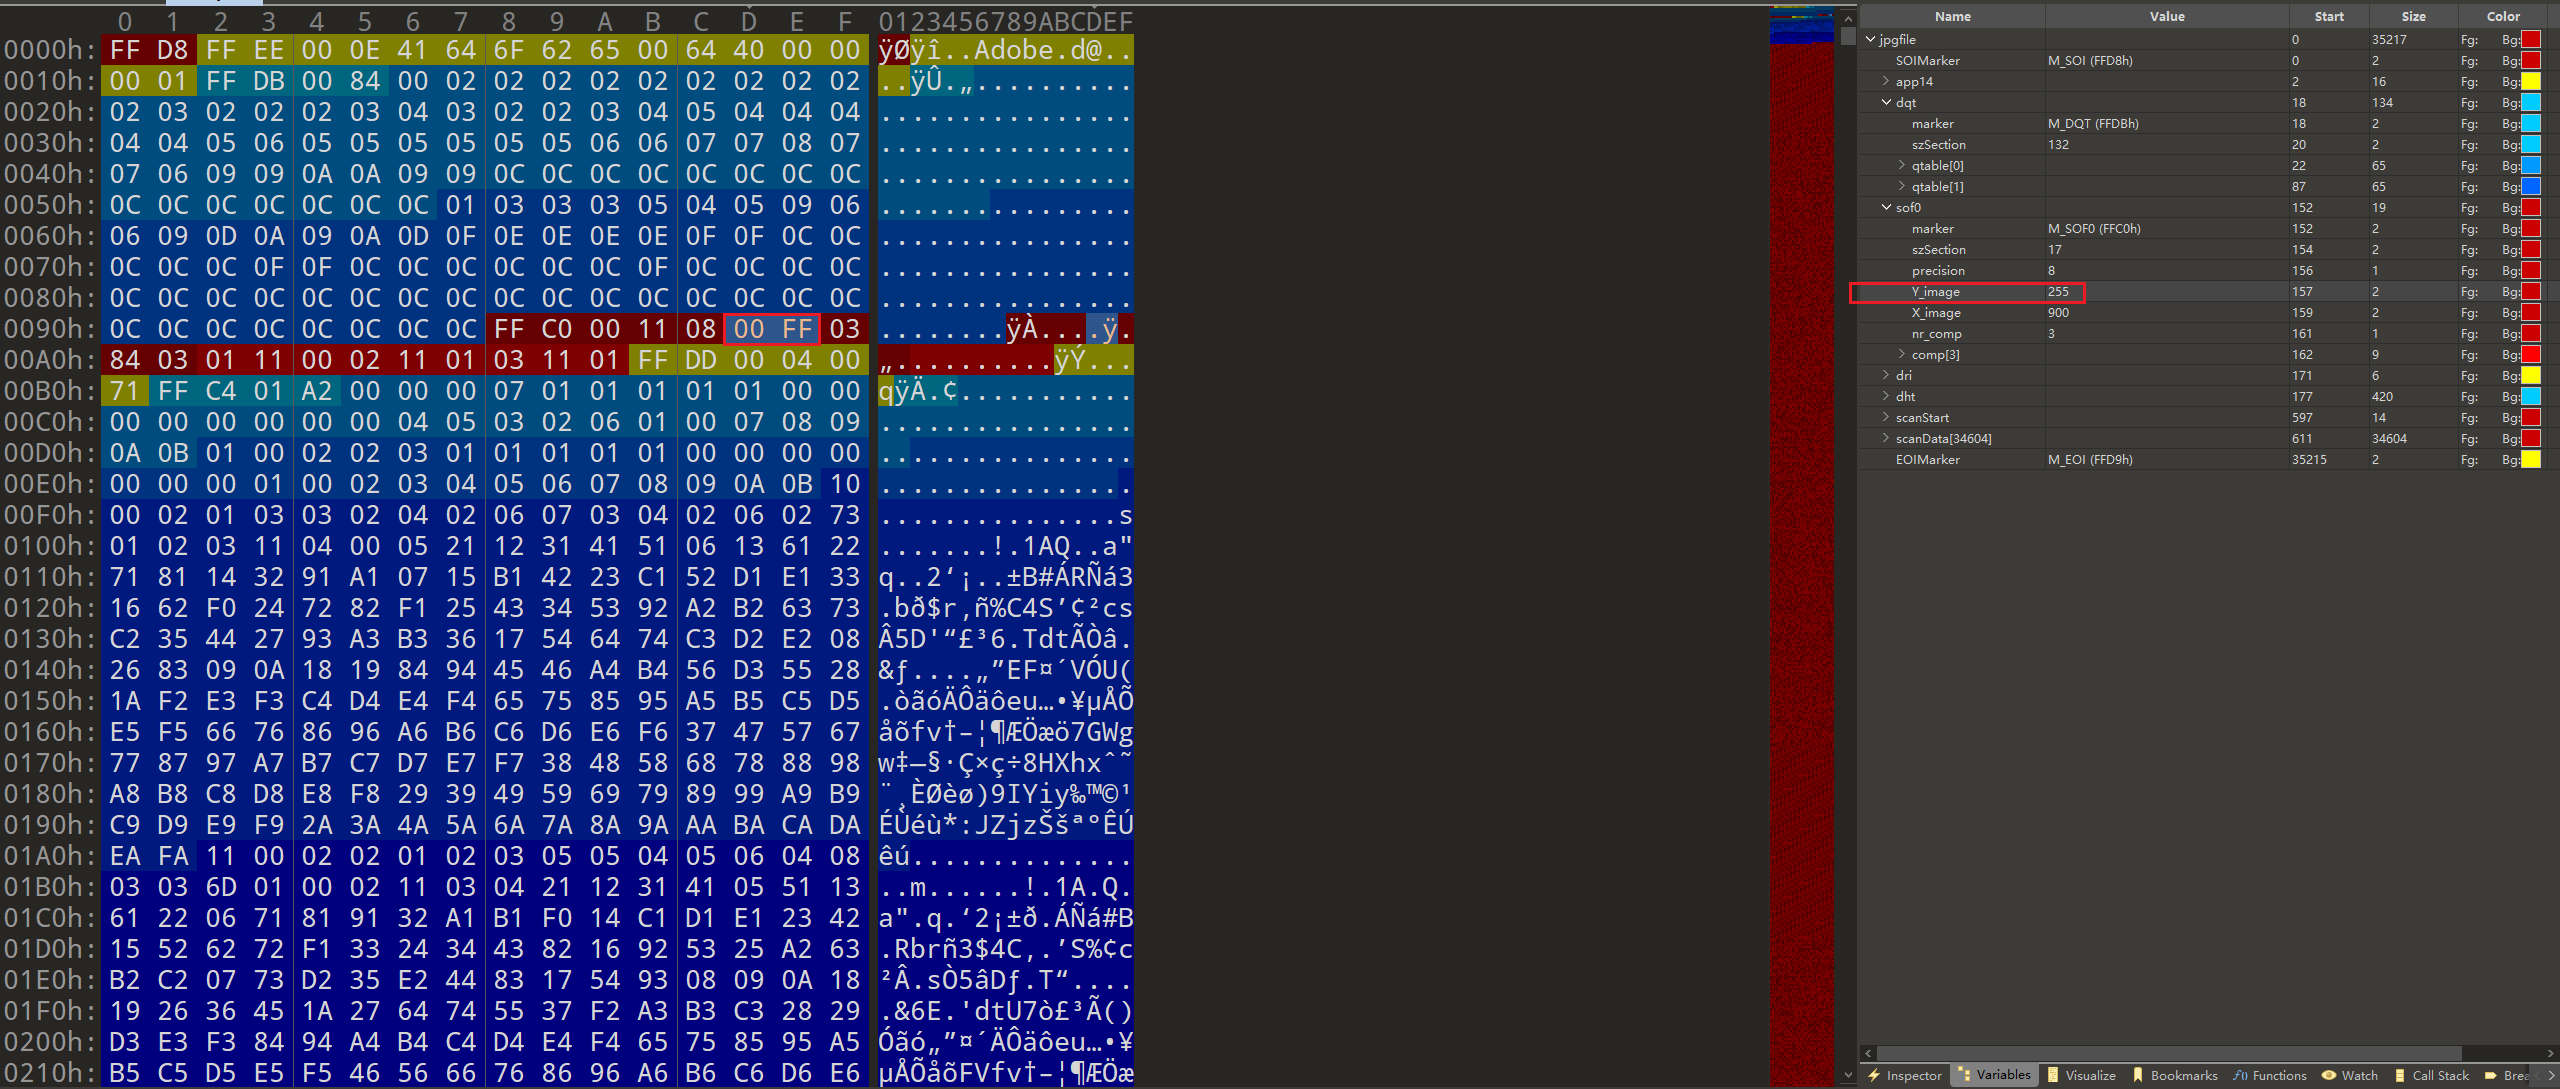 0 1 2 3 4 5 6 7 8 9 A B C D E F 0123456789ABCDEF
0000h: FF D8 FF EE 00 0E 41 64 6F 62 65 00 64 40 00 00 ÿØÿî..Adobe.d@..
0010h: 00 01 FF DB 00 84 00 02 02 02 02 02 02 02 02 02 ..ÿÛ.„..........
0020h: 02 03 02 02 02 03 04 03 02 02 03 04 05 04 04 04 ................
0030h: 04 04 05 06 05 05 05 05 05 05 06 06 07 07 08 07 ................
0040h: 07 06 09 09 0A 0A 09 09 0C 0C 0C 0C 0C 0C 0C 0C ................
0050h: 0C 0C 0C 0C 0C 0C 0C 01 03 03 03 05 04 05 09 06 ................
0060h: 06 09 0D 0A 09 0A 0D 0F 0E 0E 0E 0E 0F 0F 0C 0C ................
0070h: 0C 0C 0C 0F 0F 0C 0C 0C 0C 0C 0C 0F 0C 0C 0C 0C ................
0080h: 0C 0C 0C 0C 0C 0C 0C 0C 0C 0C 0C 0C 0C 0C 0C 0C ................
0090h: 0C 0C 0C 0C 0C 0C 0C 0C FF C0 00 11 08 00 FF 03 ........ÿÀ....ÿ.
00A0h: 84 03 01 11 00 02 11 01 03 11 01 FF DD 00 04 00 „..........ÿÝ...
00B0h: 71 FF C4 01 A2 00 00 00 07 01 01 01 01 01 00 00 qÿÄ.¢...........
00C0h: 00 00 00 00 00 00 04 05 03 02 06 01 00 07 08 09 ................
00D0h: 0A 0B 01 00 02 02 03 01 01 01 01 01 00 00 00 00 ................
00E0h: 00 00 00 01 00 02 03 04 05 06 07 08 09 0A 0B 10 ................
00F0h: 00 02 01 03 03 02 04 02 06 07 03 04 02 06 02 73 ...............s
0100h: 01 02 03 11 04 00 05 21 12 31 41 51 06 13 61 22 .......!.1AQ..a"
0110h: 71 81 14 32 91 A1 07 15 B1 42 23 C1 52 D1 E1 33 q..2‘¡..±B#ÁRÑá3
0120h: 16 62 F0 24 72 82 F1 25 43 34 53 92 A2 B2 63 73 .bð$r‚ñ%C4S’¢²cs
0130h: C2 35 44 27 93 A3 B3 36 17 54 64 74 C3 D2 E2 08 Â5D'“£³6.TdtÃÒâ.
0140h: 26 83 09 0A 18 19 84 94 45 46 A4 B4 56 D3 55 28 &ƒ....„”EF¤´VÓU(
0150h: 1A F2 E3 F3 C4 D4 E4 F4 65 75 85 95 A5 B5 C5 D5 .òãóÄÔäôeu…•¥µÅÕ
0160h: E5 F5 66 76 86 96 A6 B6 C6 D6 E6 F6 37 47 57 67 åõfv†–¦¶ÆÖæö7GWg
0170h: 77 87 97 A7 B7 C7 D7 E7 F7 38 48 58 68 78 88 98 w‡—§·Ç×ç÷8HXhxˆ˜
0180h: A8 B8 C8 D8 E8 F8 29 39 49 59 69 79 89 99 A9 B9 ¨¸ÈØèø)9IYiy‰™©¹
0190h: C9 D9 E9 F9 2A 3A 4A 5A 6A 7A 8A 9A AA BA CA DA ÉÙéù*:JZjzŠšªºÊÚ
01A0h: EA FA 11 00 02 02 01 02 03 05 05 04 05 06 04 08 êú..............
01B0h: 03 03 6D 01 00 02 11 03 04 21 12 31 41 05 51 13 ..m......!.1A.Q.
01C0h: 61 22 06 71 81 91 32 A1 B1 F0 14 C1 D1 E1 23 42 a".q.‘2¡±ð.ÁÑá#B
01D0h: 15 52 62 72 F1 33 24 34 43 82 16 92 53 25 A2 63 .Rbrñ3$4C‚.’S%¢c
01E0h: B2 C2 07 73 D2 35 E2 44 83 17 54 93 08 09 0A 18 ²Â.sÒ5âDƒ.T“....
01F0h: 19 26 36 45 1A 27 64 74 55 37 F2 A3 B3 C3 28 29 .&6E.'dtU7ò£³Ã()
0200h: D3 E3 F3 84 94 A4 B4 C4 D4 E4 F4 65 75 85 95 A5 Óãó„”¤´ÄÔäôeu…•¥
0210h: B5 C5 D5 E5 F5 46 56 66 76 86 96 A6 B6 C6 D6 E6 µÅÕåõFVfv†–¦¶ÆÖæ
Name Value Start Size Color
jpgfile 0 35217 Fg: Bg:
SOIMarker M_SOI (FFD8h) 0 2 Fg: Bg:
app14 2 16 Fg: Bg:
dqt 18 134 Fg: Bg:
marker M_DQT (FFDBh) 18 2 Fg: Bg:
szSection 132 20 2 Fg: Bg:
qtable[0] 22 65 Fg: Bg:
qtable[1] 87 65 Fg: Bg:
sof0 152 19 Fg: Bg:
marker M_SOF0 (FFC0h) 152 2 Fg: Bg:
szSection 17 154 2 Fg: Bg:
precision 8 156 1 Fg: Bg:
Y_image 255 157 2 Fg: Bg:
X_image 900 159 2 Fg: Bg:
nr_comp 3 161 1 Fg: Bg:
comp[3] 162 9 Fg: Bg:
dri 171 6 Fg: Bg:
dht 177 420 Fg: Bg:
scanStart 597 14 Fg: Bg:
scanData[34604] 611 34604 Fg: Bg:
EOIMarker M_EOI (FFD9h) 35215 2 Fg: Bg:
Inspector Variables Visualize Bookmarks f() Functions Watch Call Stack Brea